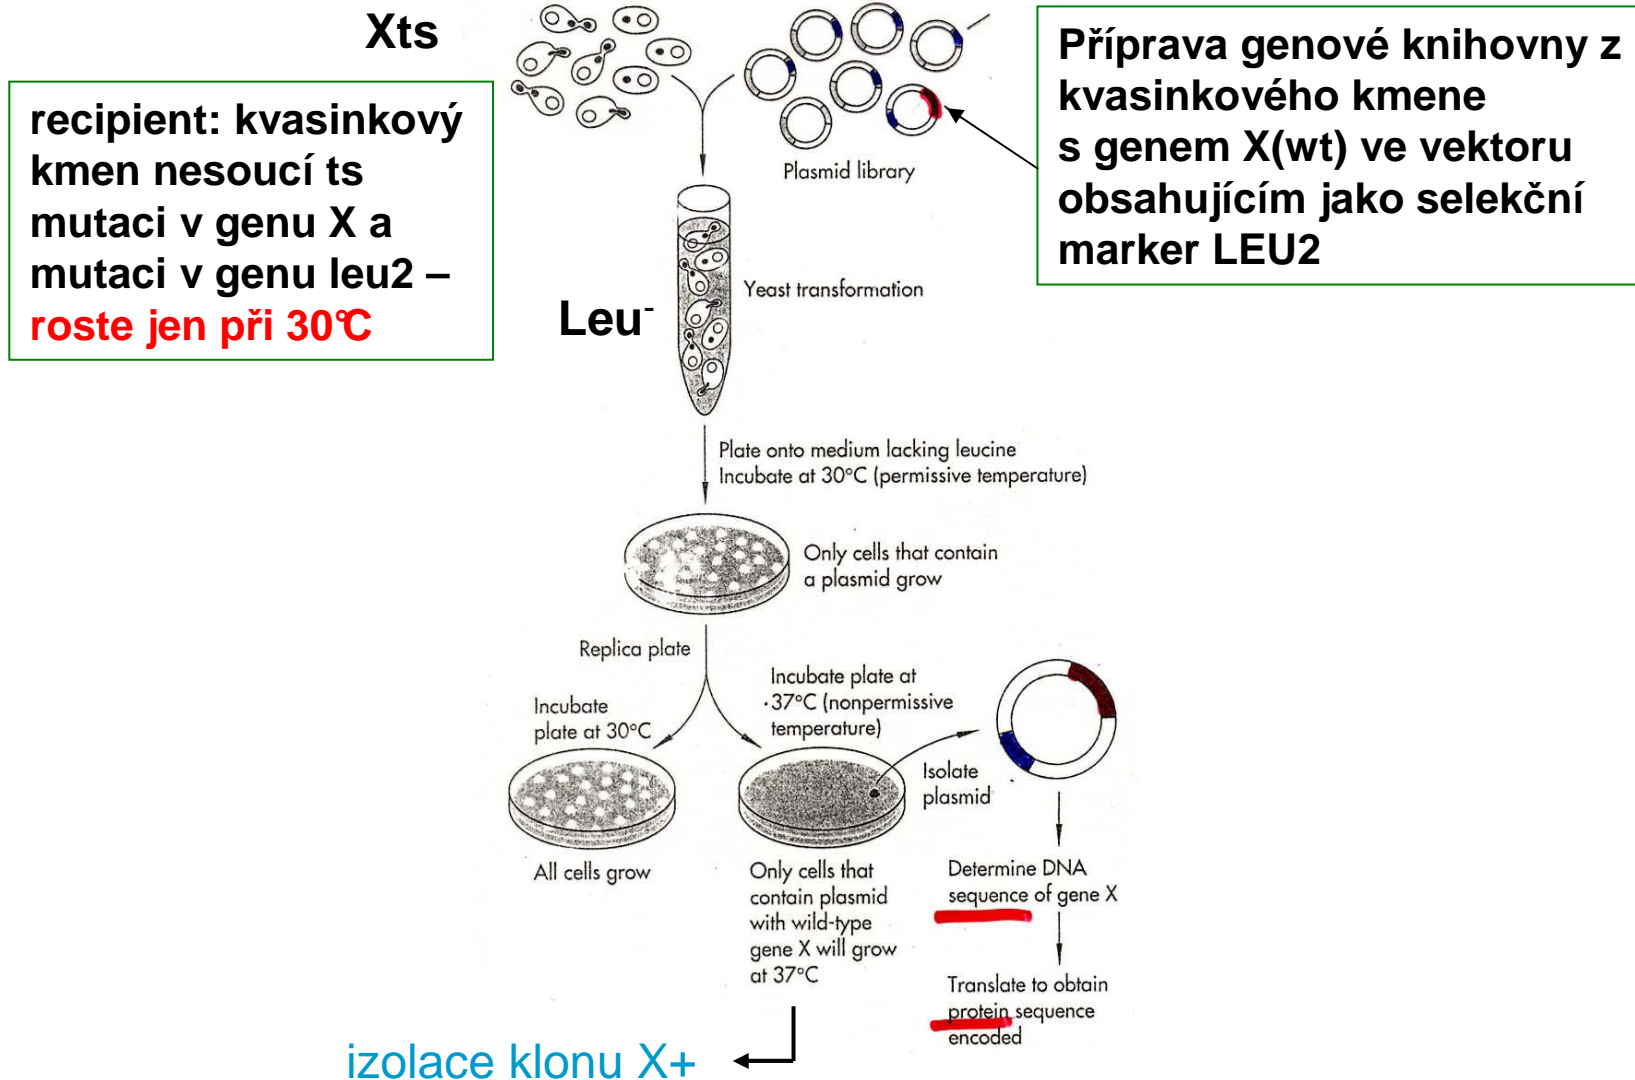 Xts
recipient: kvasinkový
kmen nesoucí ts
mutaci v genu X a
mutaci v genu leu2 –
roste jen při 30°C
Příprava genové knihovny z
kvasinkového kmene
s genem X(wt) ve vektoru
obsahujícím jako selekční
marker LEU2
Plasmid library
Yeast transformation
Leu-
Plate onto medium lacking leucine
Incubate at 30°C (permissive temperature)
Only cells that contain
a plasmid grow
Replica plate
Incubate
plate at 30°C
Incubate plate at
37°C (nonpermissive
temperature)
Isolate
plasmid
All cells grow
Only cells that
contain plasmid
with wild-type
gene X will grow
at 37°C
Determine DNA
sequence of gene X
Translate to obtain
protein sequence
encoded
izolace klonu X+